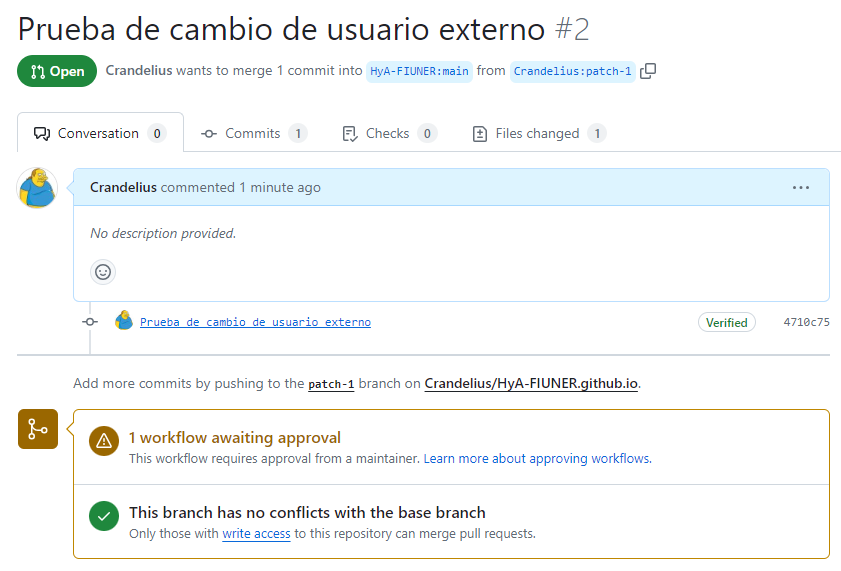 Prueba de cambio de usuario externo #2
Open Crandelius wants to merge 1 commit into HyA-FIUNER:main from Crandelius:patch-1
Conversation 0 Commits 1 Checks 0 Files changed 1
Crandelius commented 1 minute ago
No description provided.
Prueba de cambio de usuario externo Verified 4710c75
Add more commits by pushing to the patch-1 branch on Crandelius/HyA-FIUNER.github.io.
1 workflow awaiting approval
This workflow requires approval from a maintainer. Learn more about approving workflows.
This branch has no conflicts with the base branch
Only those with write access to this repository can merge pull requests.